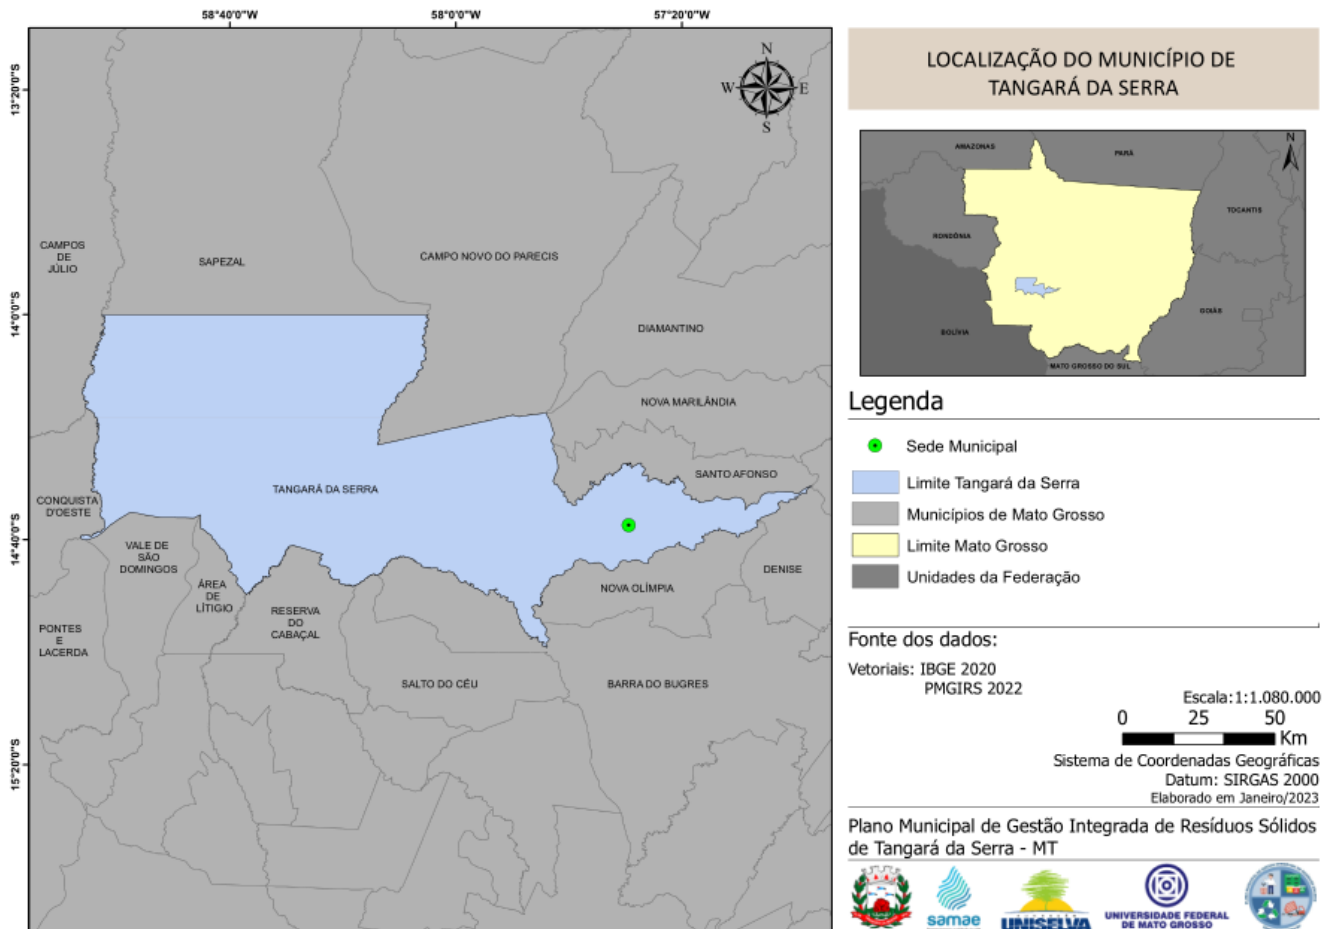 58°40'0"W
58°0'0"W
57°20'0"W
13°20'0"S
14°0'0"S
14°40'0"S
15°20'0"S
N
W
E
S
CAMPOS
DE
JÚLIO
SAPEZAL
CAMPO NOVO DO PARECIS
DIAMANTINO
NOVA MARILÂNDIA
SANTO AFONSO
TANGARÁ DA SERRA
CONQUISTA
D'OESTE
VALE DE
SÃO
DOMINGOS
ÁREA
DE
LÍTIGIO
RESERVA
DO
CABAÇAL
NOVA OLÍMPIA
DENISE
PONTES
E
LACERDA
SALTO DO CÉU
BARRA DO BUGRES
LOCALIZAÇÃO DO MUNICÍPIO DE
TANGARÁ DA SERRA
N
AMAZONAS
PARÁ
TOCANTIS
RONDÔNIA
GOIÁS
BOLÍVIA
MATO GROSSO DO SUL
Legenda
Sede Municipal
Limite Tangará da Serra
Municípios de Mato Grosso
Limite Mato Grosso
Unidades da Federação
Fonte dos dados:
Vetoriais: IBGE 2020
PMGIRS 2022
Escala:1:1.080.000
0 25 50
Km
Sistema de Coordenadas Geográficas
Datum: SIRGAS 2000
Elaborado em Janeiro/2023
Plano Municipal de Gestão Integrada de Resíduos Sólidos
de Tangará da Serra - MT
samae
UNISELVA
UNIVERSIDADE FEDERAL
DE MATO GROSSO